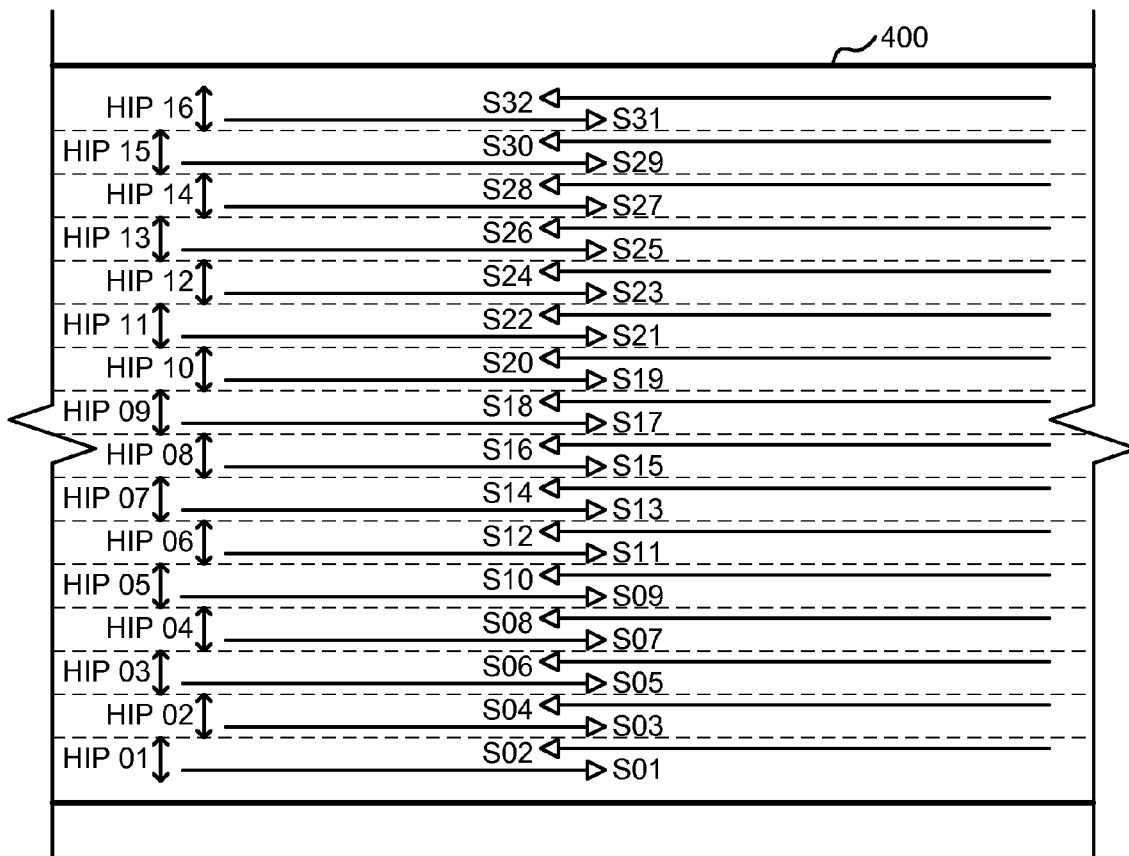 400
HIP 16 S32 S31
HIP 15 S30 S29
HIP 14 S28 S27
HIP 13 S26 S25
HIP 12 S24 S23
HIP 11 S22 S21
HIP 10 S20 S19
HIP 09 S18 S17
HIP 08 S16 S15
HIP 07 S14 S13
HIP 06 S12 S11
HIP 05 S10 S09
HIP 04 S08 S07
HIP 03 S06 S05
HIP 02 S04 S03
HIP 01 S02 S01